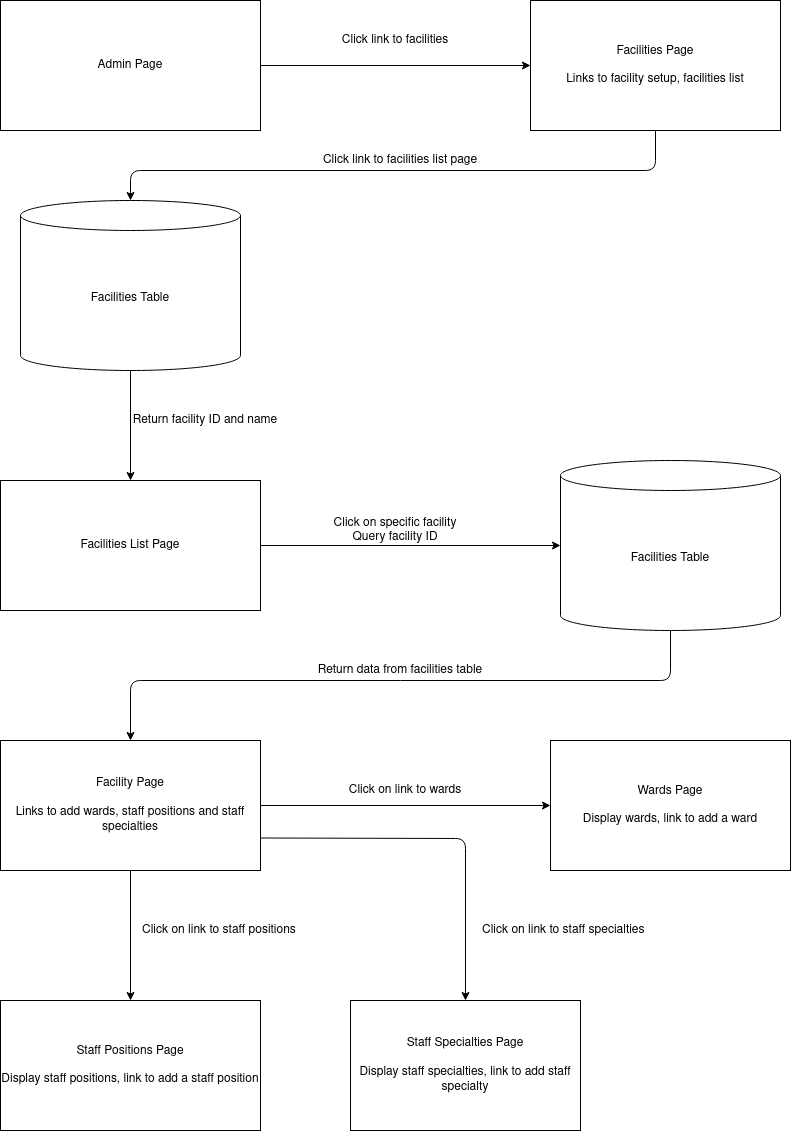 Admin Page
Click link to facilities
Facilities Page
Links to facility setup, facilities list
Click link to facilities list page
Facilities Table
Return facility ID and name
Facilities List Page
Click on specific facility
Query facility ID
Facilities Table
Return data from facilities table
Facility Page
Links to add wards, staff positions and staff
specialties
Click on link to wards
Wards Page
Display wards, link to add a ward
Click on link to staff positions
Click on link to staff specialties
Staff Positions Page
Display staff positions, link to add a staff position
Staff Specialties Page
Display staff specialties, link to add staff
specialty